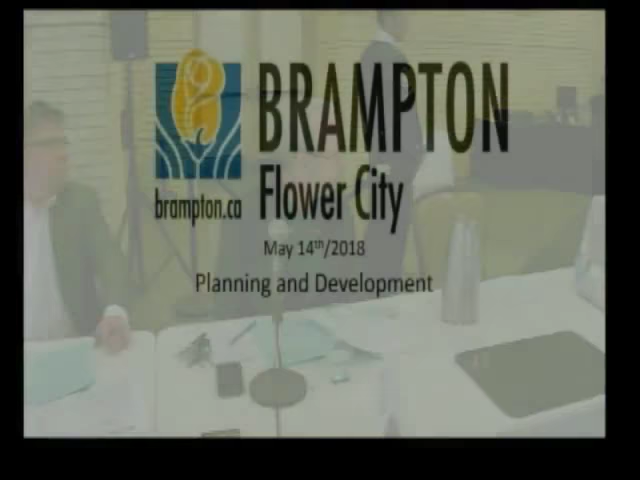 BRAMPTON
brampton.ca Flower City
May 14th/2018
Planning and Development